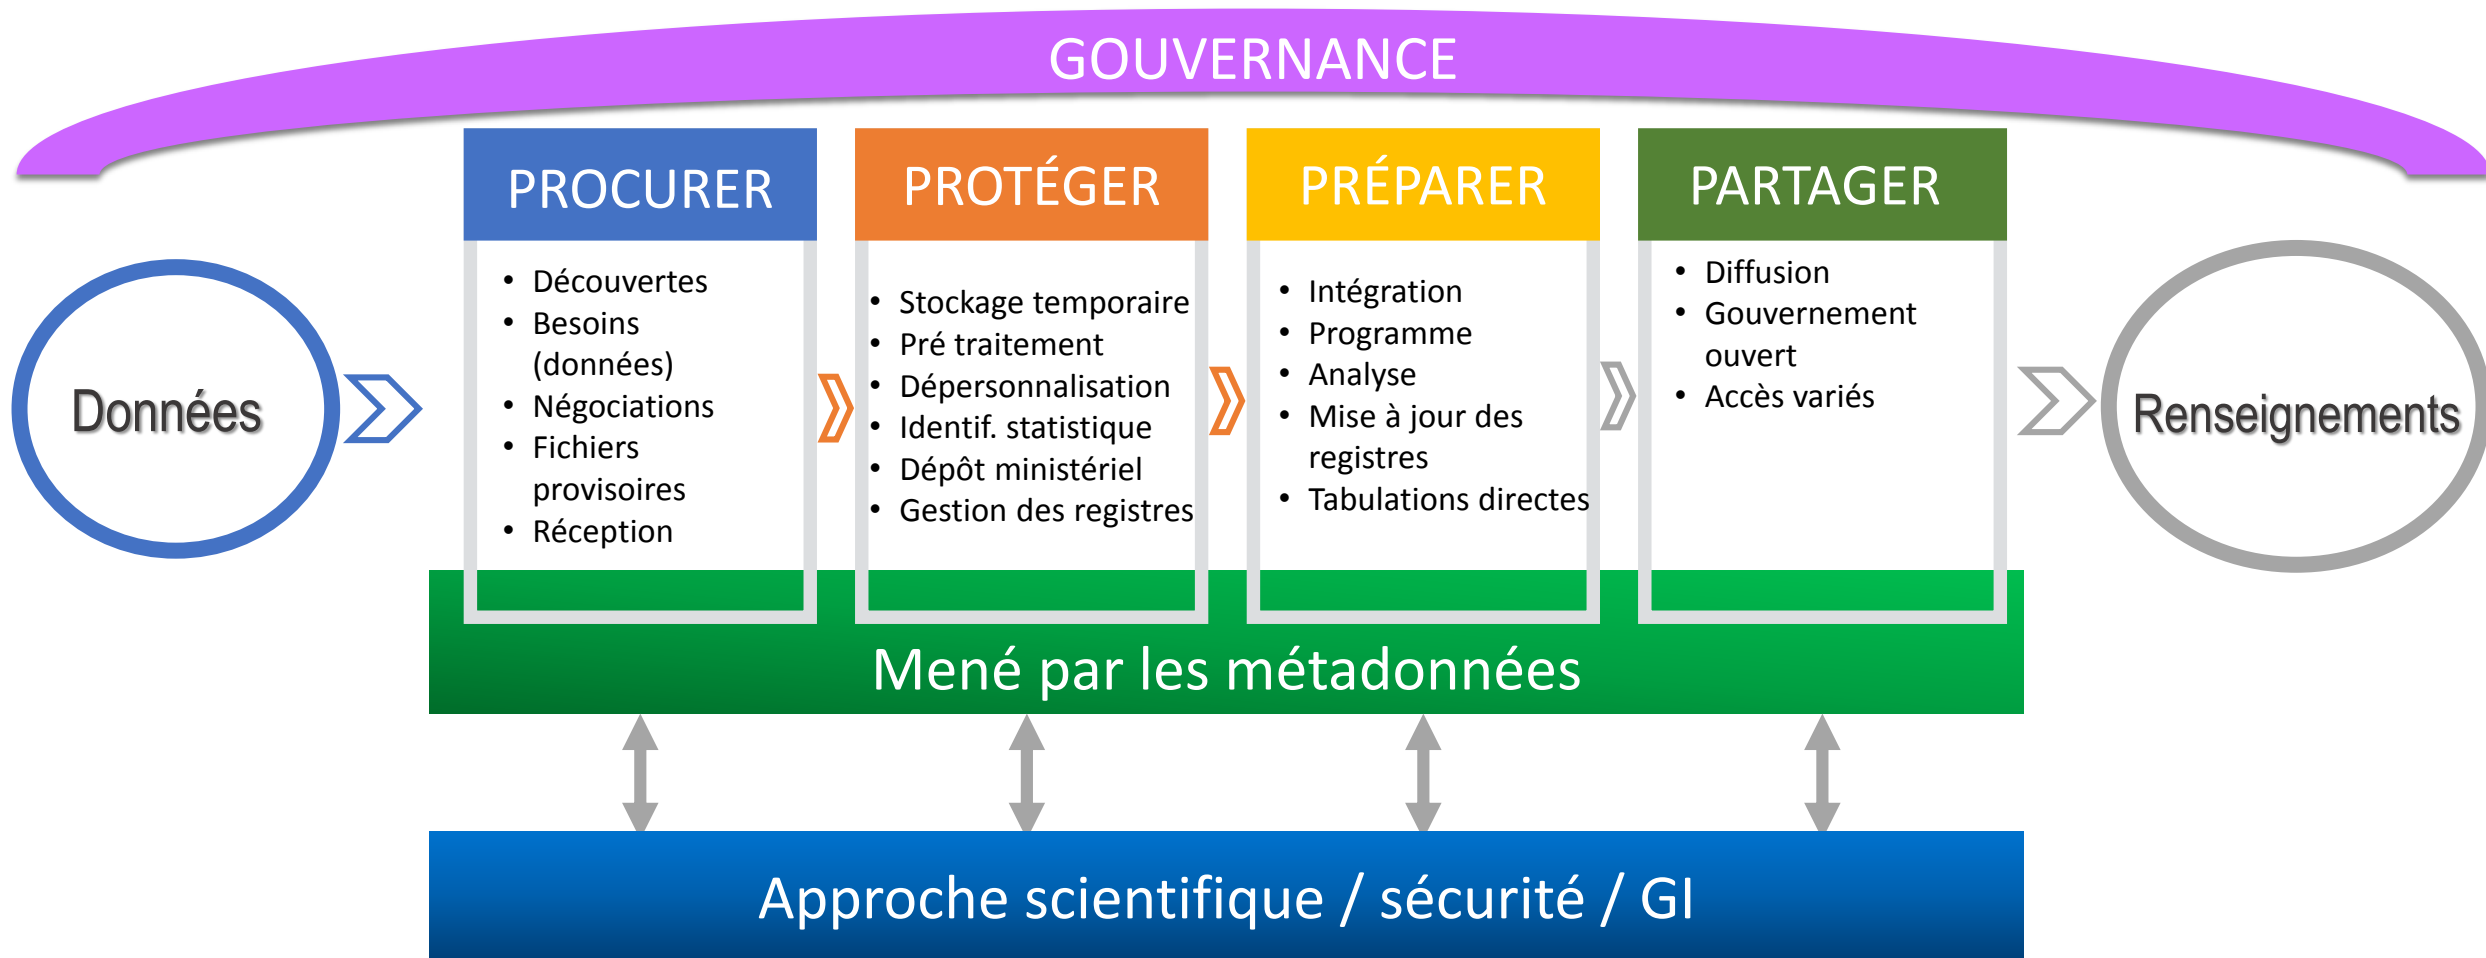 GOUVERNANCE
Données
PROCURER
• Découvertes
• Besoins
(données)
• Négociations
• Fichiers
provisoires
• Réception
PROTÉGER
• Stockage temporaire
• Pré traitement
• Dépersonnalisation
• Identif. statistique
• Dépôt ministériel
• Gestion des registres
PRÉPARER
• Intégration
• Programme
• Analyse
• Mise à jour des
registres
• Tabulations directes
PARTAGER
• Diffusion
• Gouvernement
ouvert
• Accès variés
Renseignements
Mené par les métadonnées
Approche scientifique / sécurité / GI